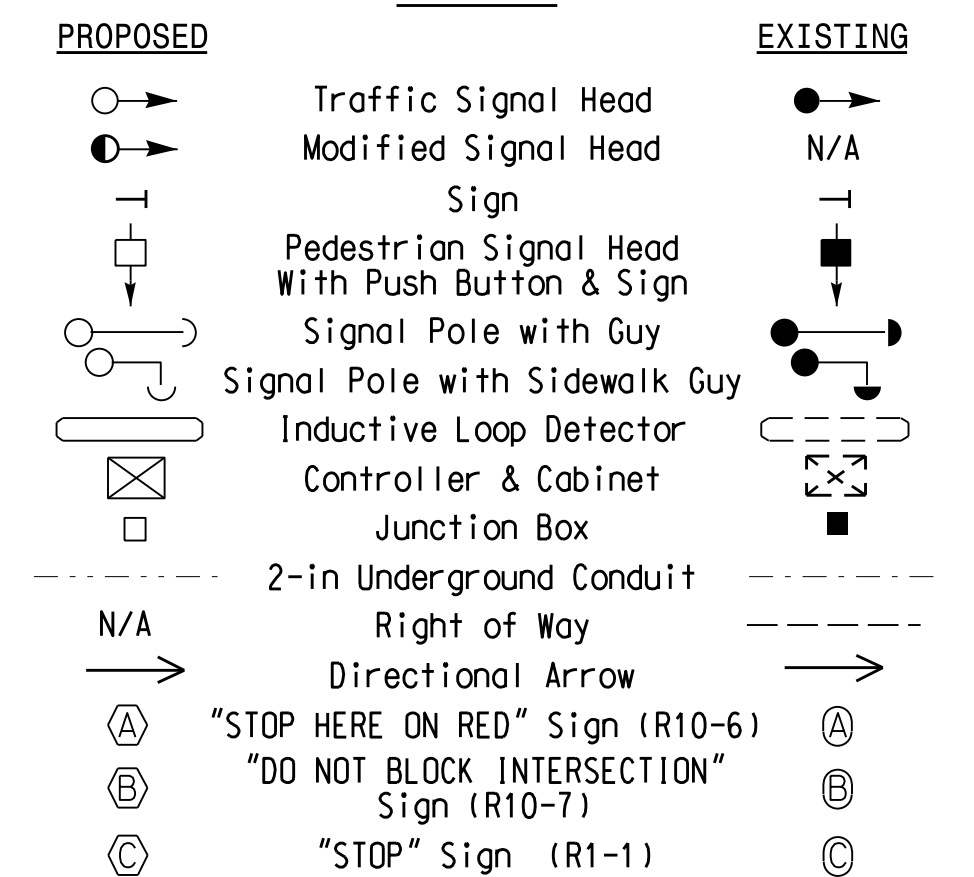 PROPOSED EXISTING
Traffic Signal Head
Modified Signal Head N/A
Sign
Pedestrian Signal Head
With Push Button & Sign
Signal Pole with Guy
Signal Pole with Sidewalk Guy
Inductive Loop Detector
Controller & Cabinet
Junction Box
2-in Underground Conduit
N/A Right of Way
Directional Arrow
A "STOP HERE ON RED" Sign (R10-6) A
"DO NOT BLOCK INTERSECTION"
B Sign (R10-7) B
C "STOP" Sign (R1-1) C